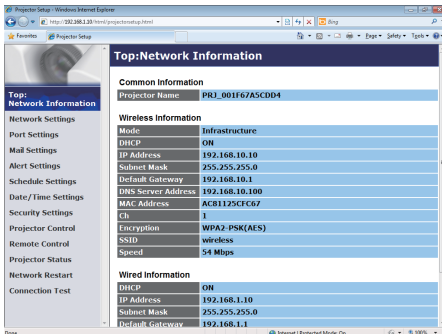 Projector Setup - Windows Internet Explorer
http://192.168.1.10/html/projectorsetup.html
Bing
Favorites Projector Setup
Page Safety Tools
Top:
Network Information
Network Settings
Port Settings
Mail Settings
Alert Settings
Schedule Settings
Date/Time Settings
Security Settings
Projector Control
Remote Control
Projector Status
Network Restart
Connection Test
Top:Network Information
Common Information
Projector Name PRJ_001F67A5CDD4
Wireless Information
Mode Infrastructure
DHCP ON
IP Address 192.168.10.10
Subnet Mask 255.255.255.0
Default Gateway 192.168.10.1
DNS Server Address 192.168.10.100
MAC Address AC81125CFC67
Ch 1
Encryption WPA2-PSK(AES)
SSID wireless
Speed 54 Mbps
Wired Information
DHCP ON
IP Address 192.168.1.10
Subnet Mask 255.255.255.0
Default Gateway 192.168.1.1
Done Internet | Protected Mode: On 100%